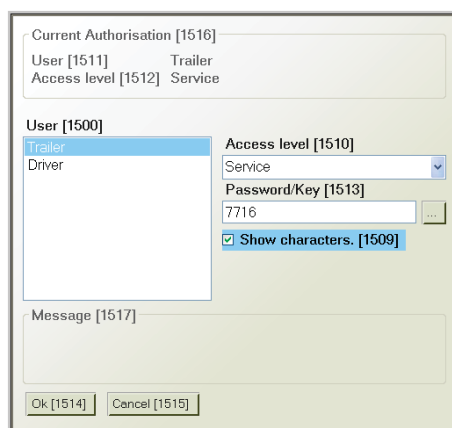 Current Authorisation [1516]
User [1511] Trailer
Access level [1512] Service
User [1500]
Trailer
Driver
Access level [1510]
Service
Password/Key [1513]
7716
...
Show characters. [1509]
Message [1517]
Ok [1514] Cancel [1515]